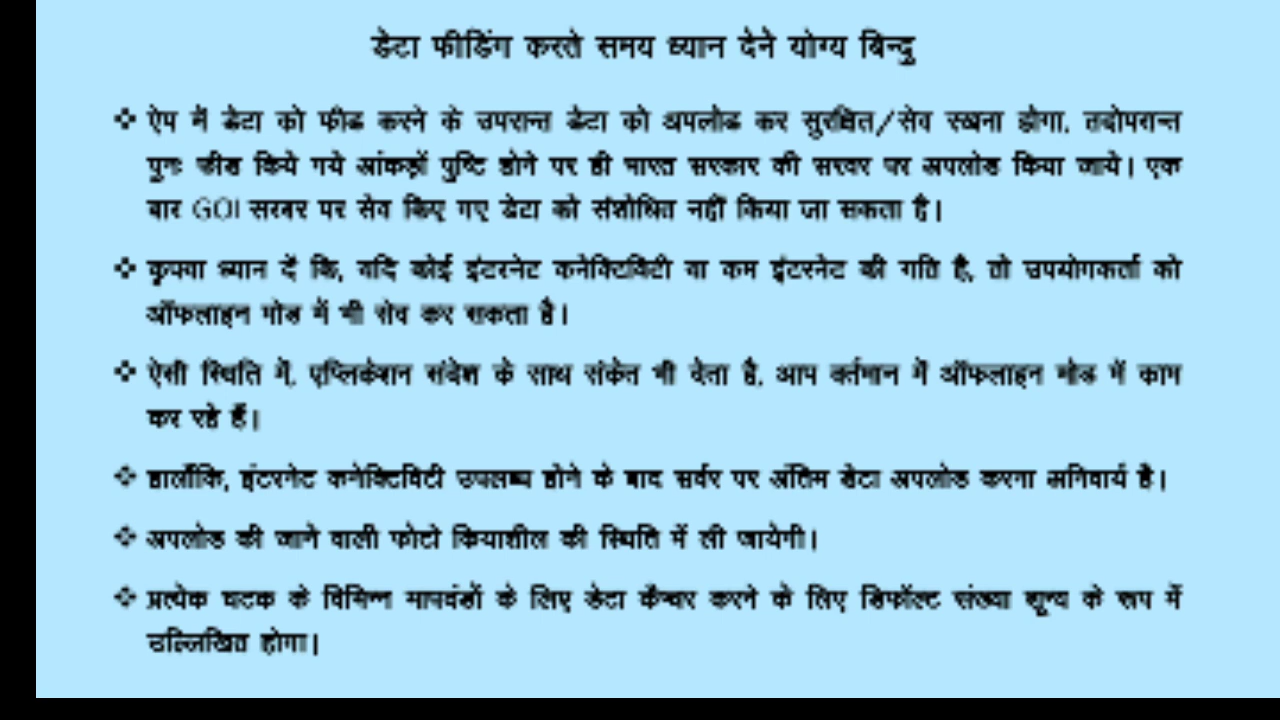 डेटा फीडिंग करते समय ध्यान देने योग्य बिन्दु
❖ ऐप में डेटा को फीड करने के उपरान्त डेटा को अपलोड कर सुरक्षित/सेव रखना होगा, तदोपरान्त
पुनः फीड किये गये आंकड़ों पुष्टि होने पर ही भारत सरकार की सरवर पर अपलोड किया जाये। एक
बार GOI सरबर पर सेव किए गए डेटा को संशोधित नहीं किया जा सकता है।
❖ कृपया ध्यान दें कि, यदि कोई इंटरनेट कनेक्टिविटी या कम इंटरनेट की गति है, तो उपयोगकर्ता को
ऑफलाइन मोड में भी सेव कर सकता है।
❖ ऐसी स्थिति में, एप्लिकेशन संदेश के साथ संकेत भी देता है, आप वर्तमान में ऑफलाइन मोड में काम
कर रहे हैं।
❖ हालाँकि, इंटरनेट कनेक्टिविटी उपलब्ध होने के बाद सर्वर पर अंतिम डेटा अपलोड करना अनिवार्य है।
❖ अपलोड की जाने वाली फोटो कियाशील की स्थिति में ली जायेगी।
❖ प्रत्येक घटक के विभिन्न मापदंडों के लिए डेटा कैप्चर करने के लिए डिफॉल्ट संख्या शून्य के रूप में
उल्लिखित होगा।